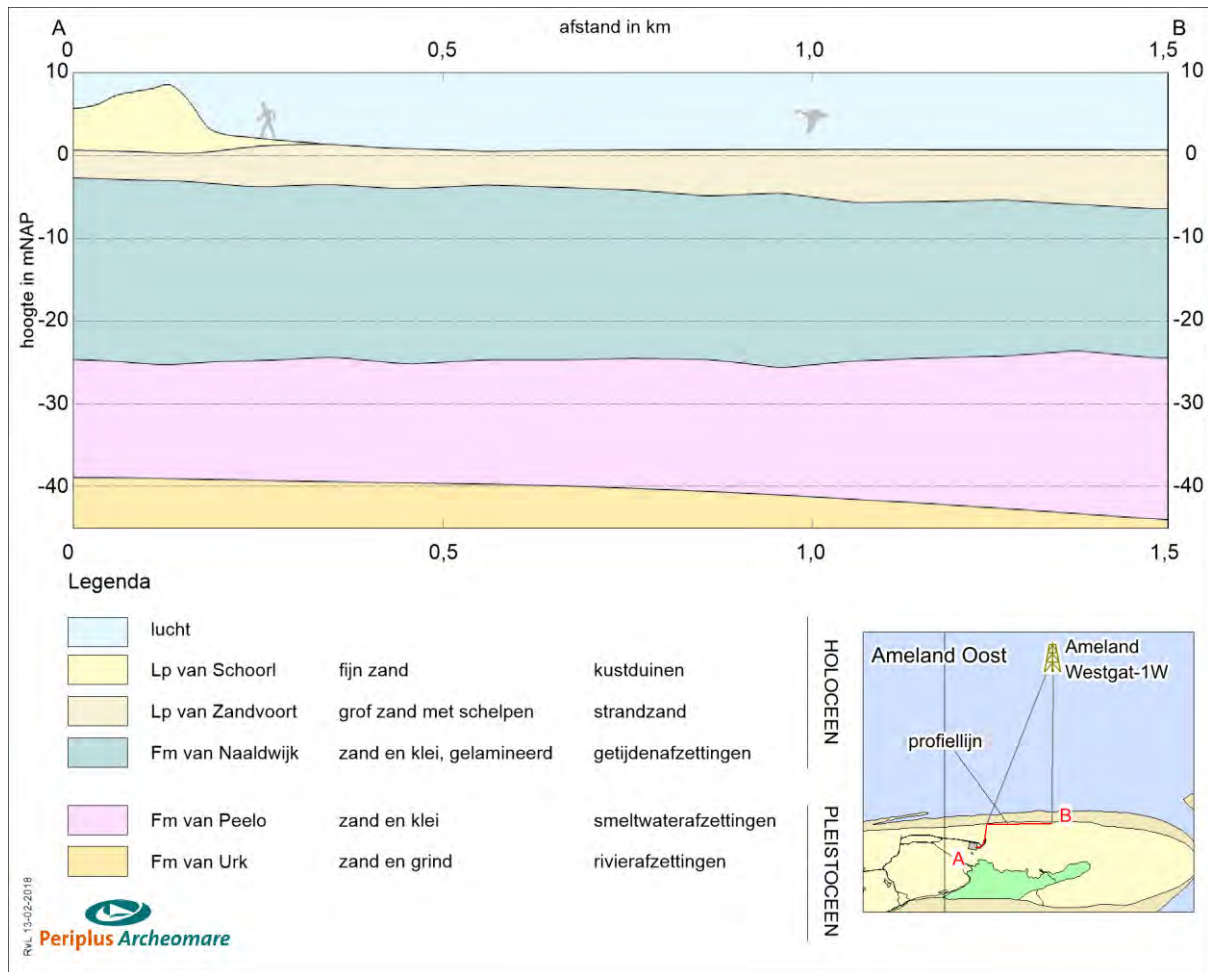 A afstand in km B
0 0,5 1,0 1,5
10 10
0 0
-10 -10
-20 -20
-30 -30
-40 -40
hoogte in mNAP
0 0,5 1,0 1,5
Legenda
lucht
Lp van Schoorl fijn zand kustduinen
Lp van Zandvoort grof zand met schelpen strandzand
Fm van Naaldwijk zand en klei, gelamineerd getijdenafzettingen
HOLOCEEN
Fm van Peelo zand en klei smeltwaterafzettingen
Fm van Urk zand en grind rivierafzettingen
PLEISTOCEEN
Ameland Oost
Ameland
Westgat-1W
profiellijn
B
A
RvL 13-02-2018
Periplus Archeomare